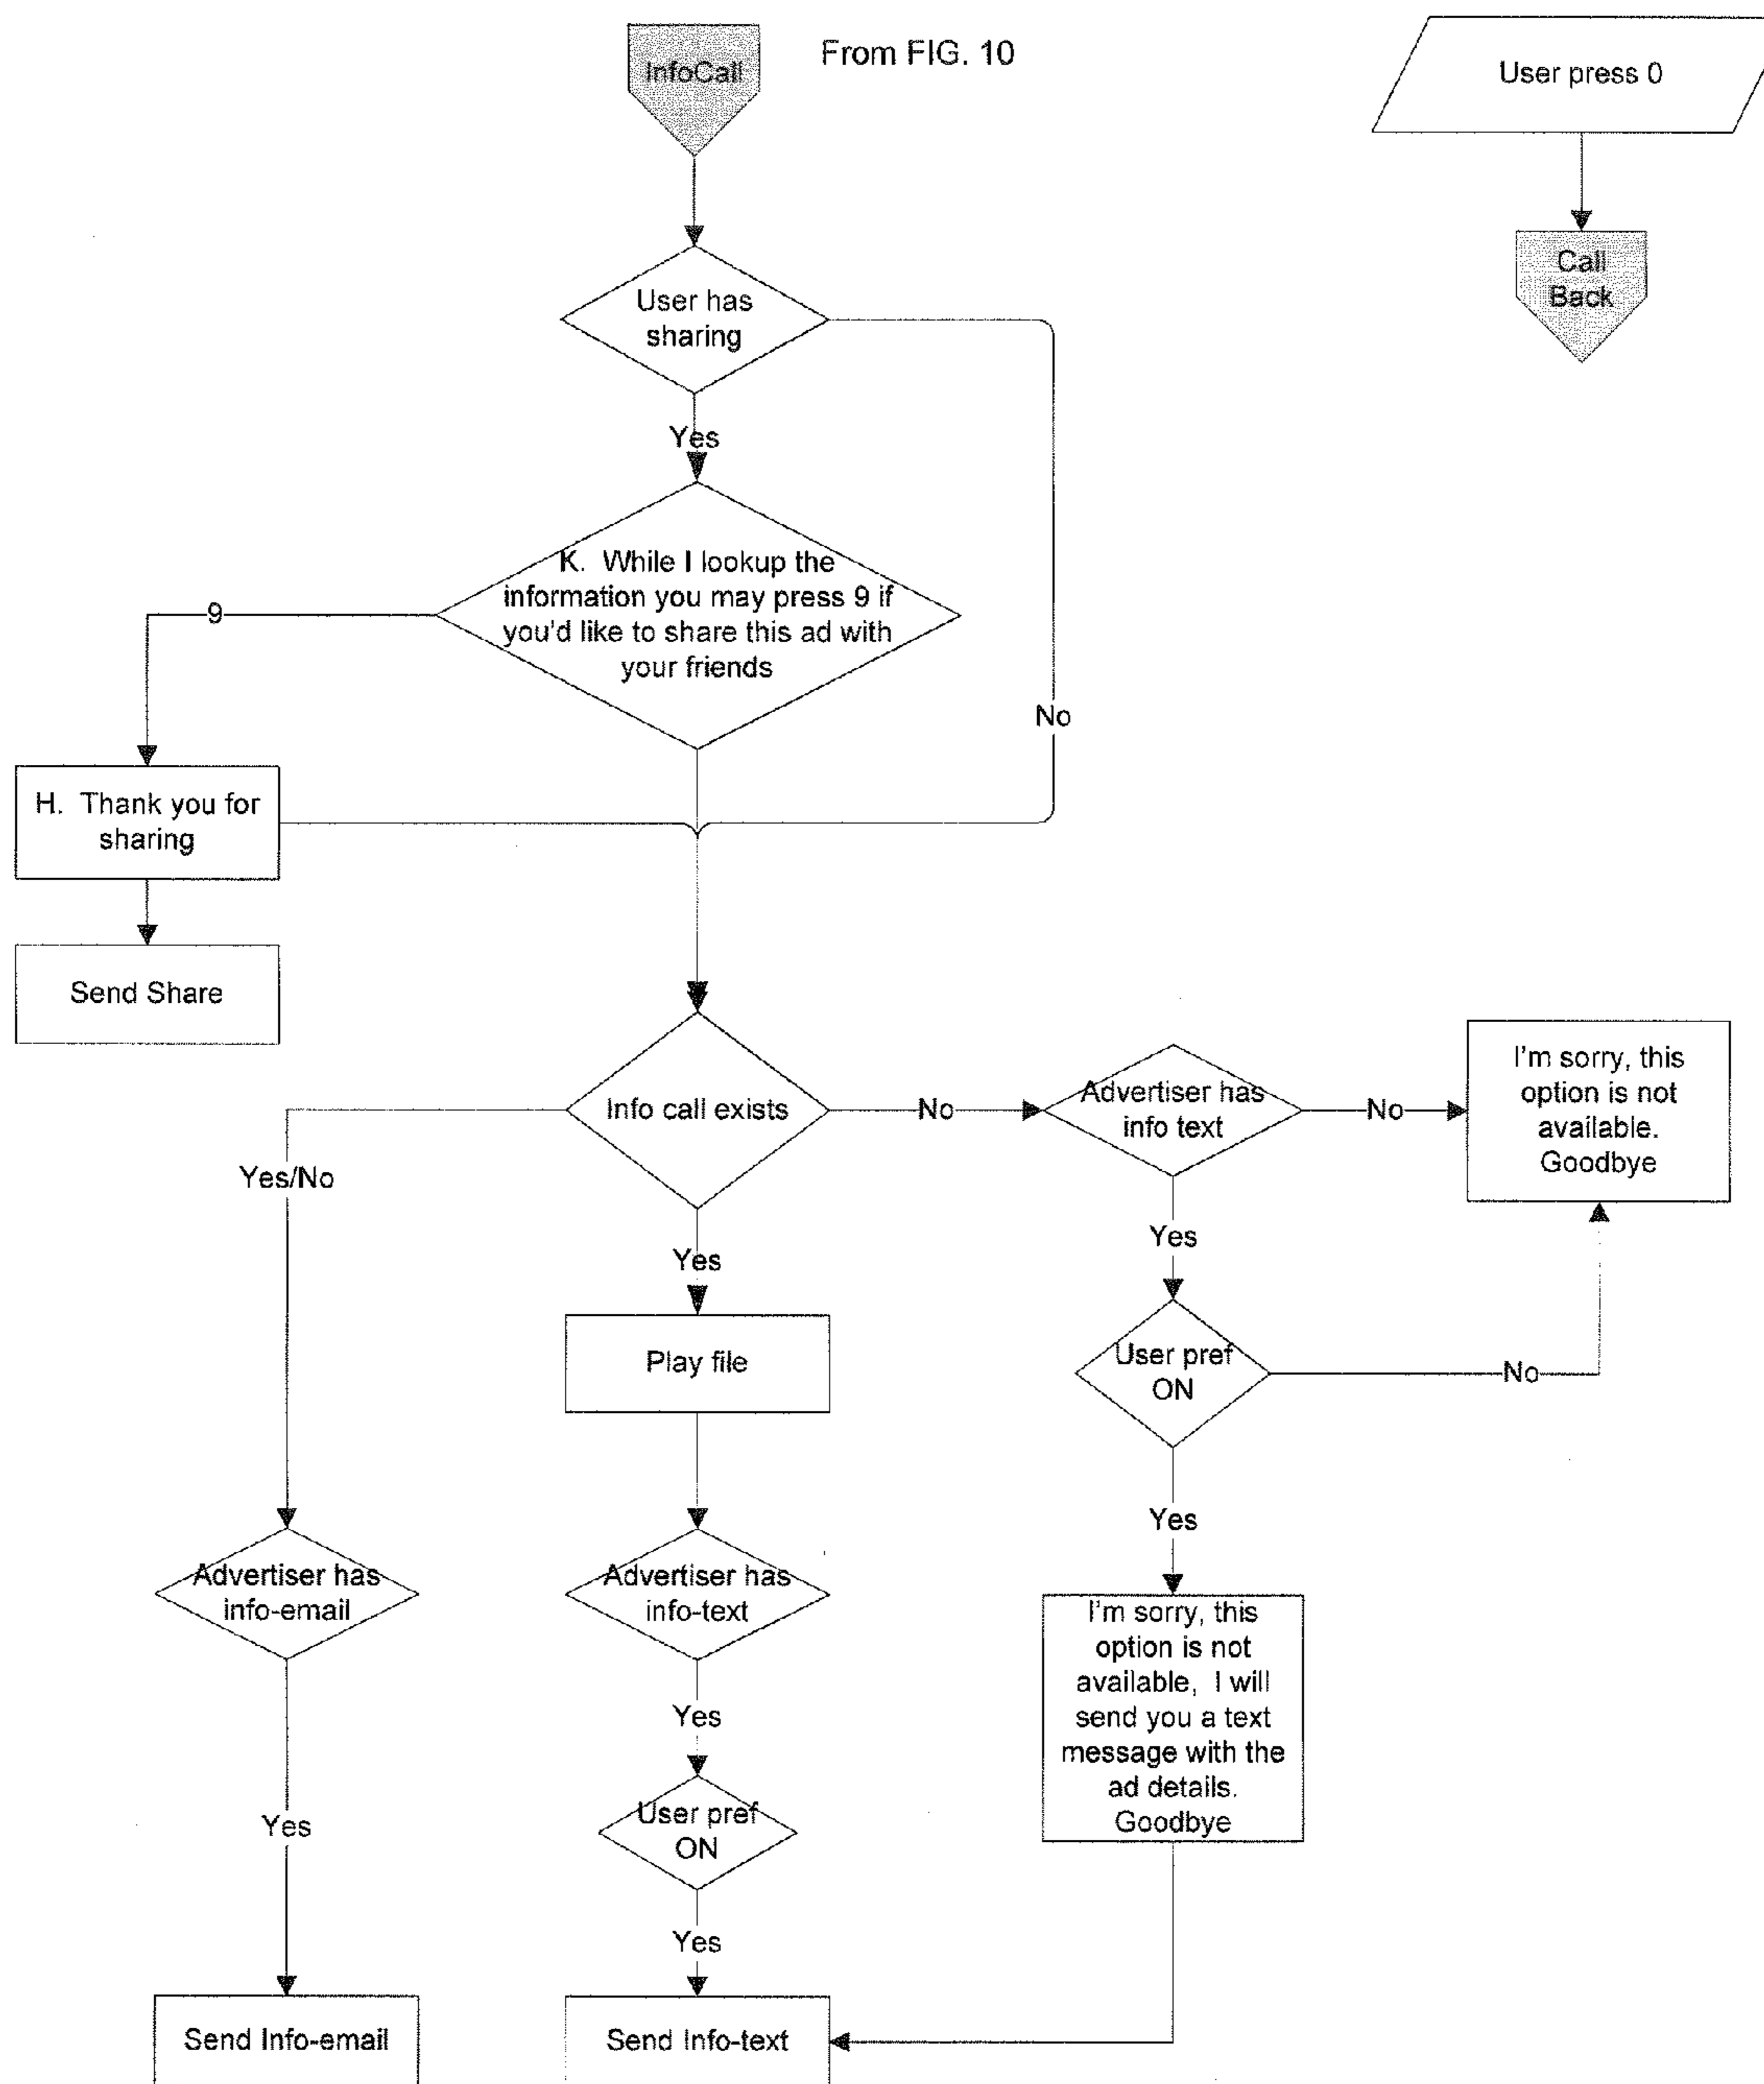 InfoCall
From FIG. 10
User press 0
Call
Back
User has
sharing
Yes
K. While I lookup the
information you may press 9 if
you'd like to share this ad with
your friends
9
No
H. Thank you for
sharing
Send Share
Info call exists
No
Advertiser has
info text
No
I'm sorry, this
option is not
available.
Goodbye
Yes/No
Yes
Yes
Play file
User pref
ON
No
Yes
Advertiser has
info-email
Advertiser has
info-text
I'm sorry, this
option is not
available, I will
send you a text
message with the
ad details.
Goodbye
Yes
Yes
User pref
ON
Yes
Send Info-email
Send Info-text